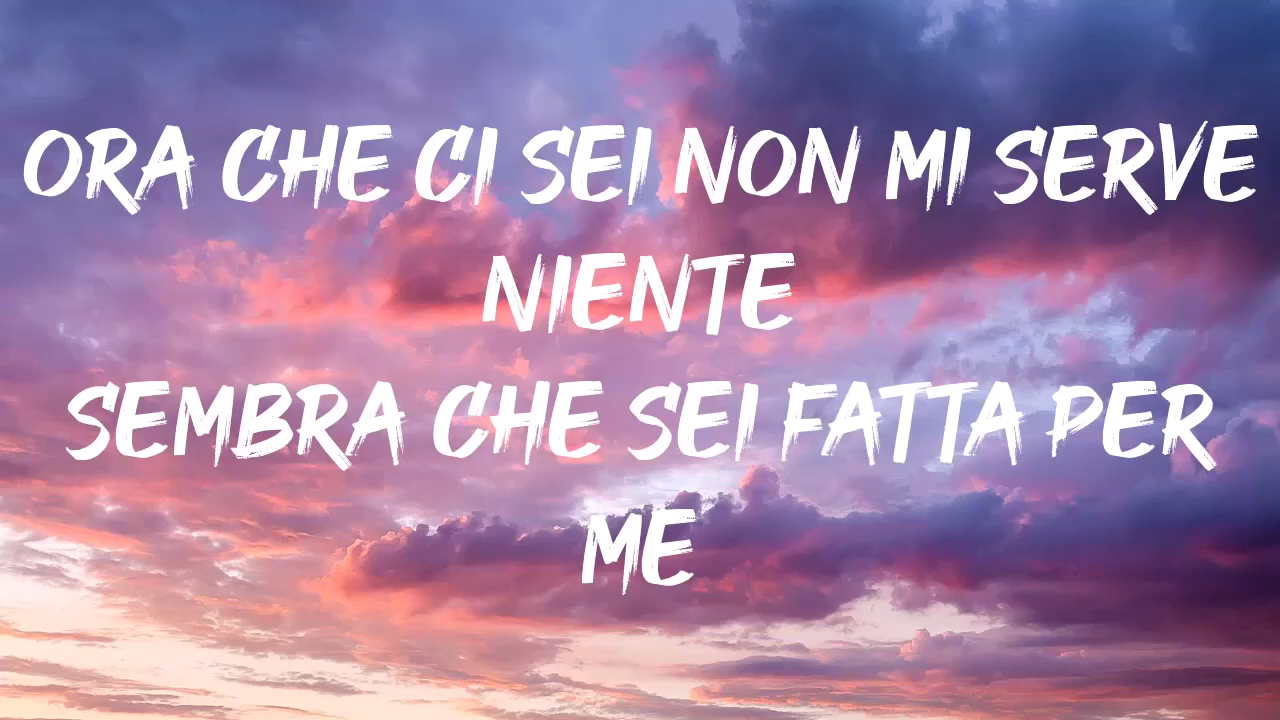 ORA CHE CI SEI NON MI SERVE
NIENTE
SEMBRA CHE SEI FATTA PER
ME